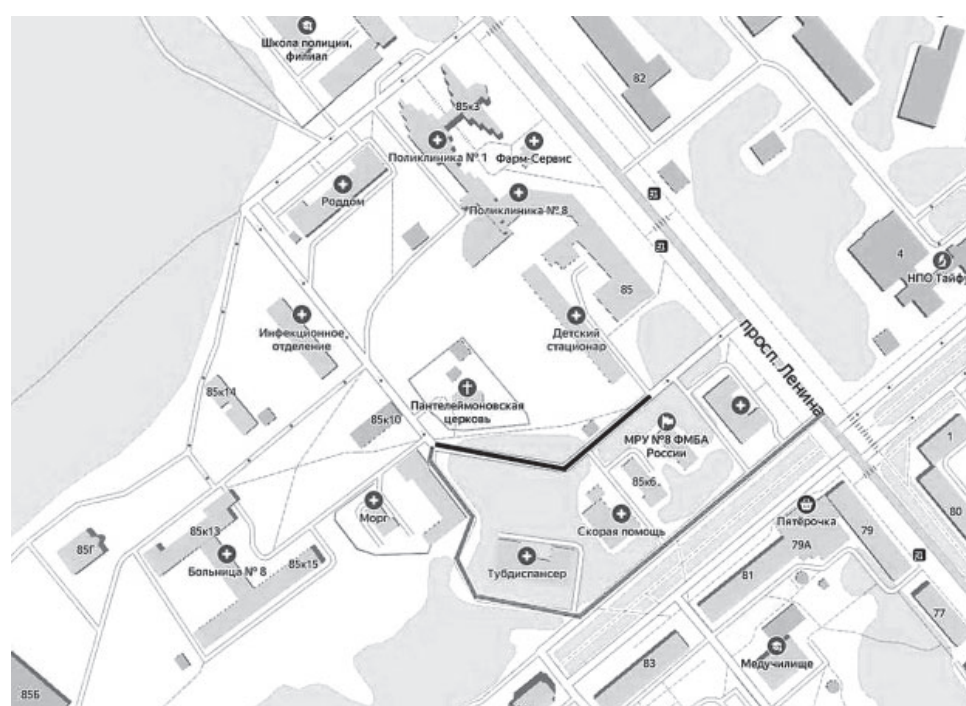 Школа полиции,
филиал
82
85к3
Поликлиника № 1
Фарм-Сервис
Роддом
Поликлиника № 8
4
НПО Тайфу
85
Инфекционное
отделение
Детский
стационар
просп. Ленина
85к14
Пантелеймоновская
церковь
85к10
МРУ №8 ФМБА
России
1
85к6
Морг
Скорая помощь
Пятёрочка
79
80
85к13
79А
85Г
Больница № 8
85к15
Тубдиспансер
81
77
83
Медучилище
85Б